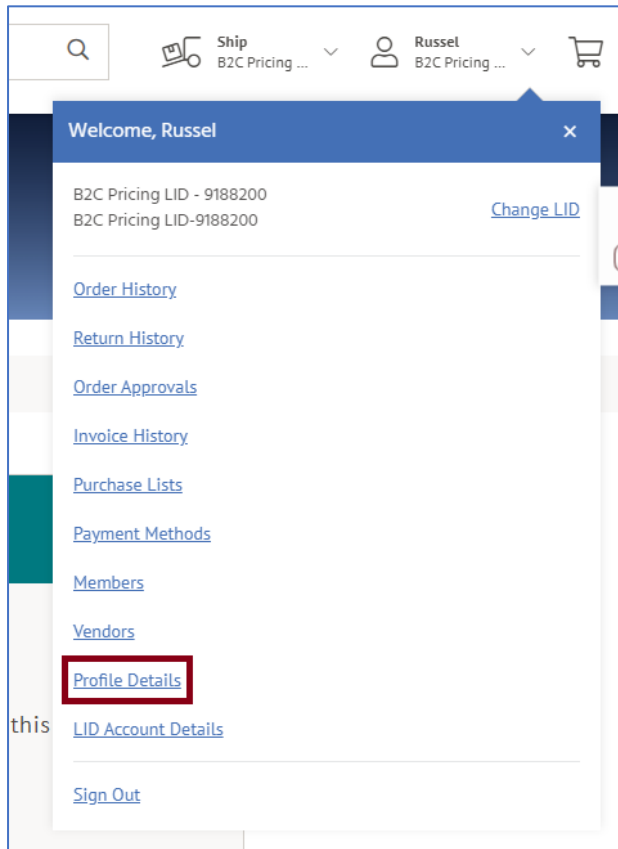 Ship
B2C Pricing ...
Russel
B2C Pricing ...
Welcome, Russel
B2C Pricing LID - 9188200
B2C Pricing LID-9188200
Change LID
Order History
Return History
Order Approvals
Invoice History
Purchase Lists
Payment Methods
Members
Vendors
Profile Details
this
LID Account Details
Sign Out